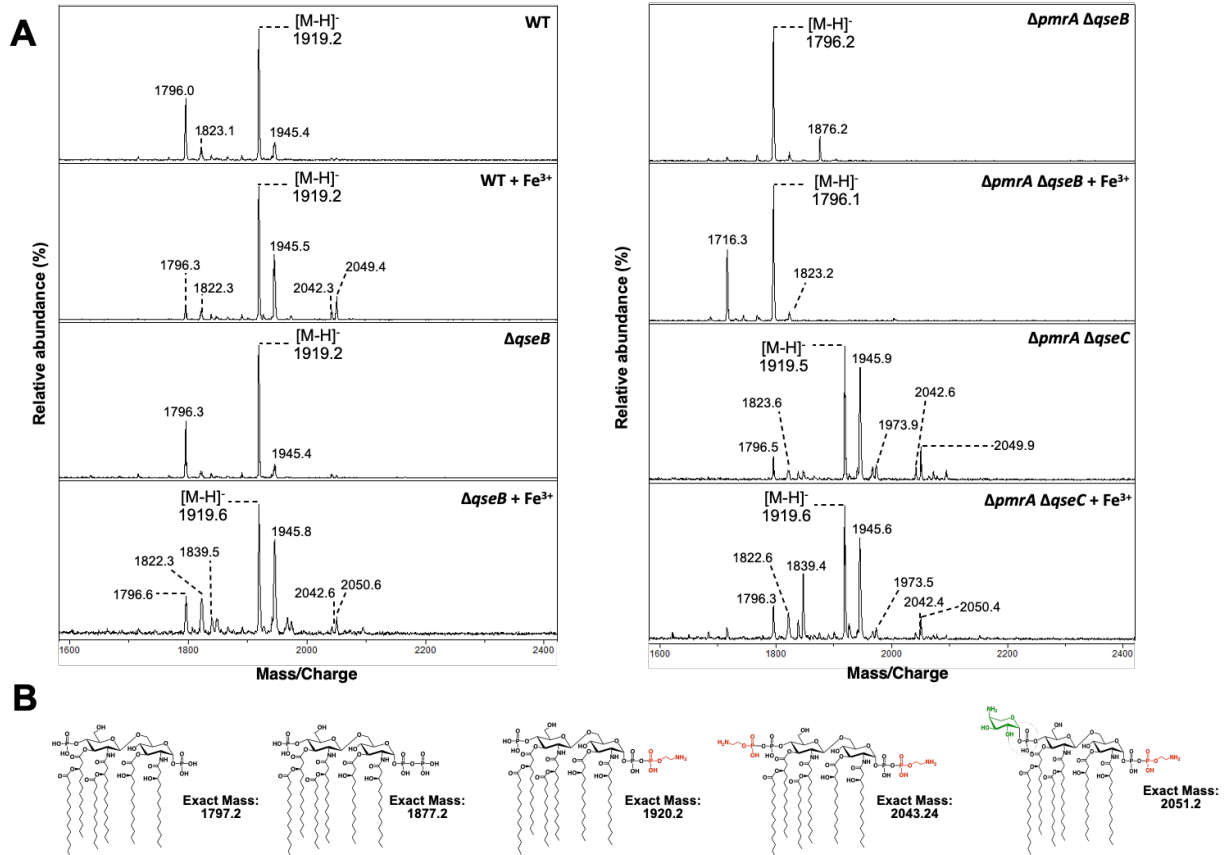 A
WT
[M-H]-
1919.2
1796.0
1823.1
1945.4
WT + Fe3+
[M-H]-
1919.2
1796.3
1822.3
1945.5
2042.3
2049.4
ΔqseB
[M-H]-
1919.2
1796.3
1945.4
ΔqseB + Fe3+
[M-H]-
1919.6
1945.8
1822.3
1839.5
1796.6
2042.6
2050.6
Relative abundance (%)
1600
1800
2000
2200
2400
Mass/Charge
ΔpmrA ΔqseB
[M-H]-
1796.2
1876.2
ΔpmrA ΔqseB + Fe3+
[M-H]-
1796.1
1716.3
1823.2
ΔpmrA ΔqseC
[M-H]-
1919.5
1945.9
2042.6
1823.6
1973.9
1796.5
2049.9
ΔpmrA ΔqseC + Fe3+
[M-H]-
1919.6
1945.6
1822.6
1839.4
1973.5
1796.3
2042.4
2050.4
Relative abundance (%)
1600
1800
2000
2200
2400
Mass/Charge
B
Exact Mass:
1797.2
Exact Mass:
1877.2
Exact Mass:
1920.2
Exact Mass:
2043.24
Exact Mass:
2051.2